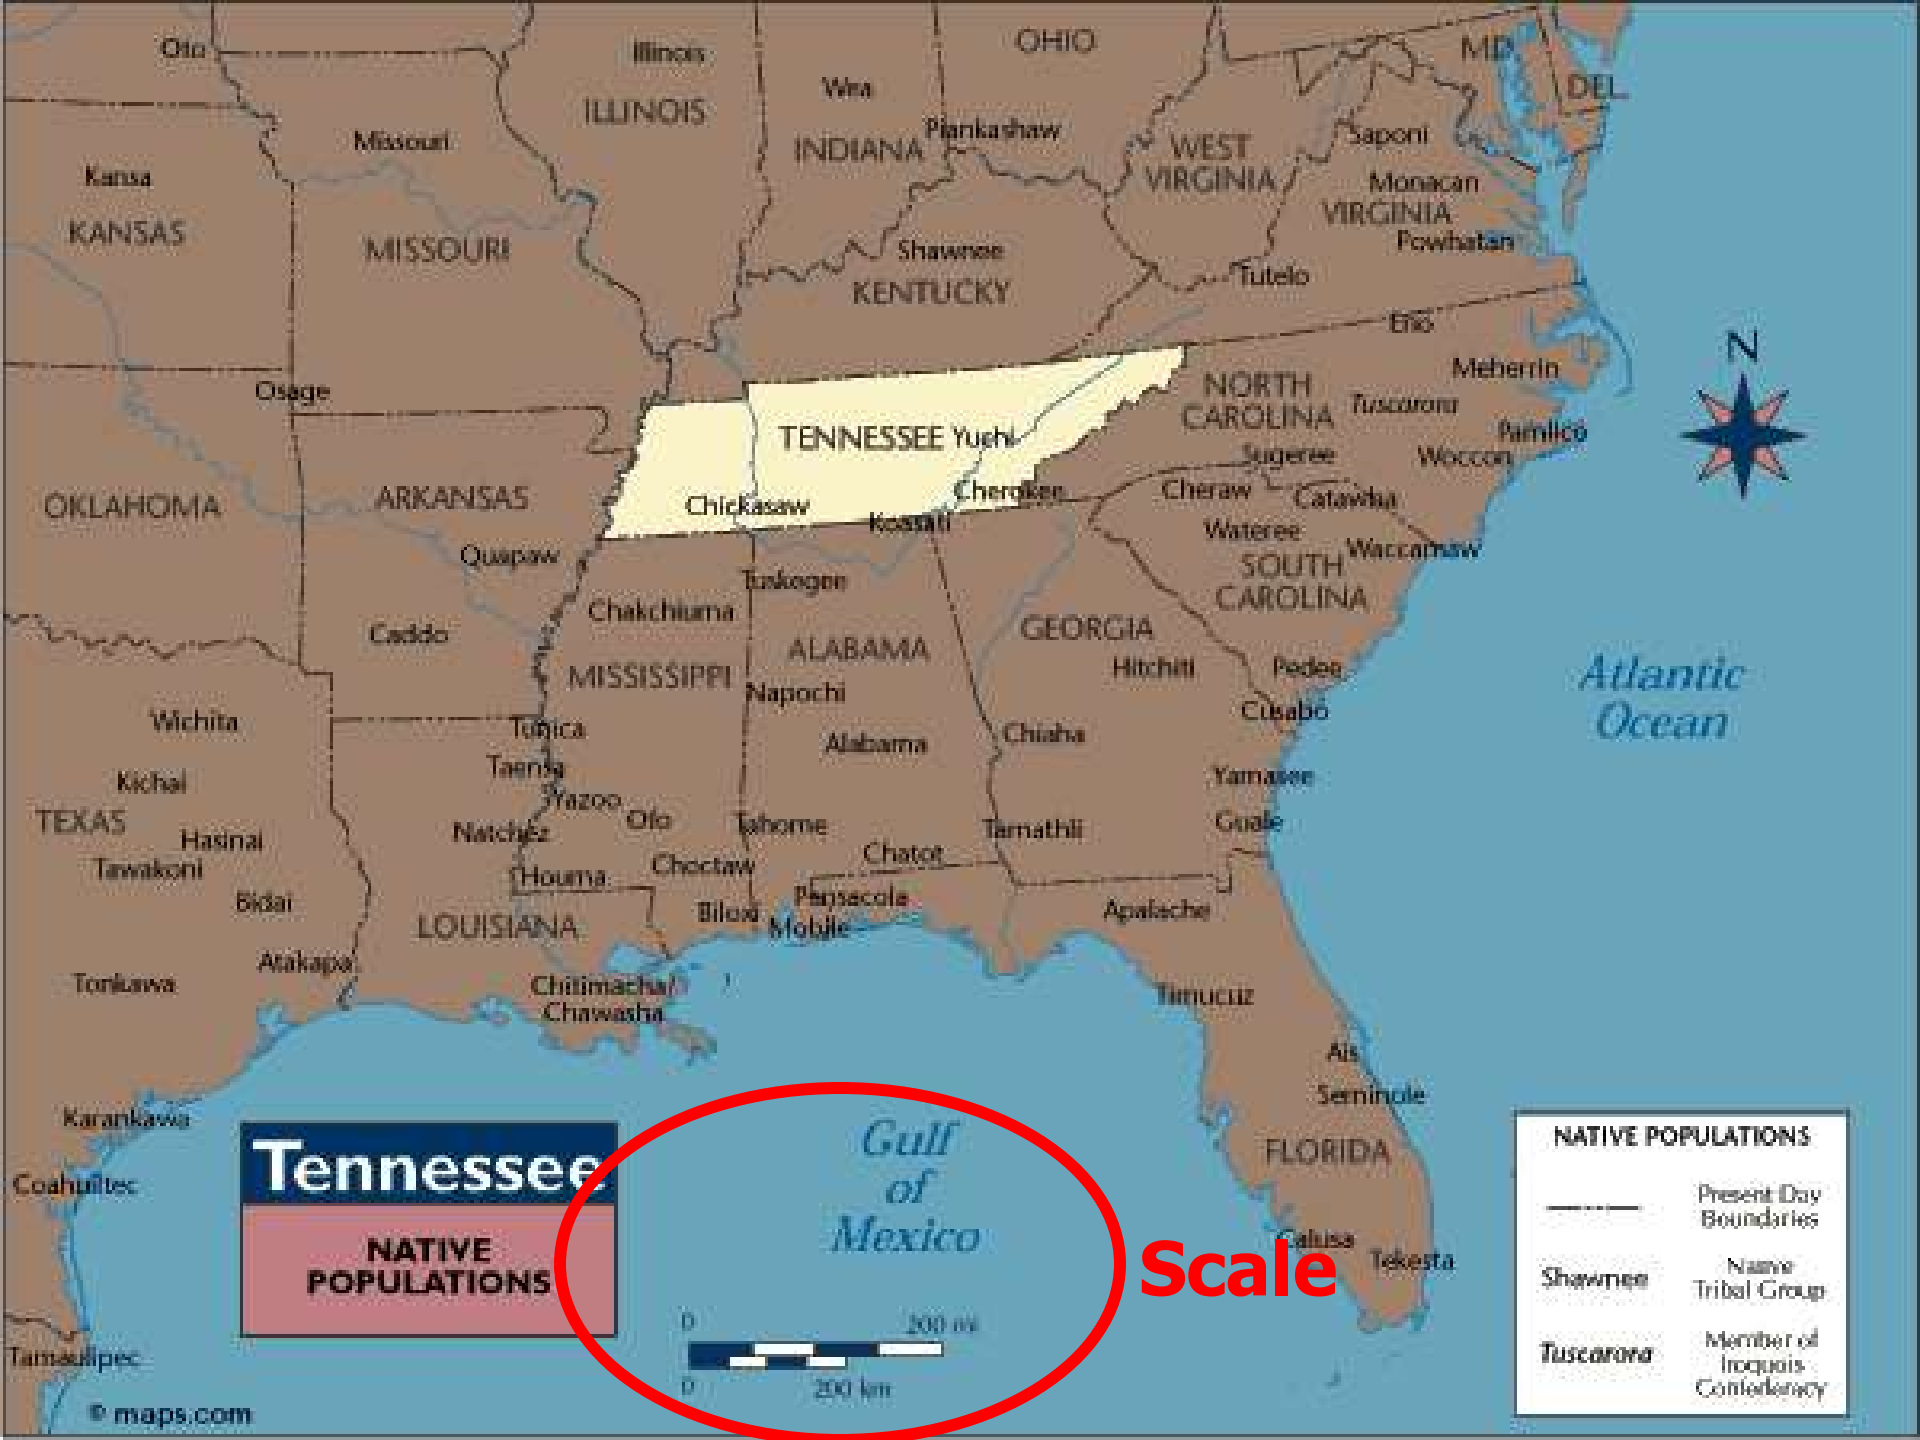 Oto
Illinois
OHIO
MD.
Wea
DEL.
ILLINOIS
Missouri
Piankashaw
Saponi
INDIANA
WEST
VIRGINIA
Kansa
Monacan
KANSAS
VIRGINIA
MISSOURI
Shawnee
Powhatan
KENTUCKY
Tutelo
Eno
N
Osage
Meherrin
NORTH
CAROLINA
Tuscarora
TENNESSEE Yuchi
Pamlico
Sugeree
Woccon
OKLAHOMA
ARKANSAS
Chickasaw
Cherokee
Cheraw
Catawba
Koasati
Wateree
Quapaw
Waccamaw
SOUTH
CAROLINA
Tuskegee
Chakchiuma
Caddo
GEORGIA
ALABAMA
MISSISSIPPI
Hitchiti
Pedee
Atlantic
Ocean
Napochi
Cusabo
Wichita
Tunica
Alabama
Chiaha
Taensa
Yamasee
Kichai
Yazoo
TEXAS
Ofo
Tahome
Tamathli
Guale
Natchez
Hasinai
Chatot
Tawakoni
Choctaw
Houma
Bidai
Pensacola
Biloxi
Mobile
Apalache
LOUISIANA
Atakapa
Tonkawa
Chitimacha/
Chawasha
Timucuz
Ais
Seminole
Karankawa
FLORIDA
Coahuiltec
Calusa
Tekesta
Tamaulipec
Tennessee
NATIVE
POPULATIONS
Gulf
of
Mexico
Scale
0 200 mi
0 200 km
NATIVE POPULATIONS
Present Day
Boundaries
Shawnee
Native
Tribal Group
Tuscarora
Member of
Iroquois
Confederacy
© maps.com